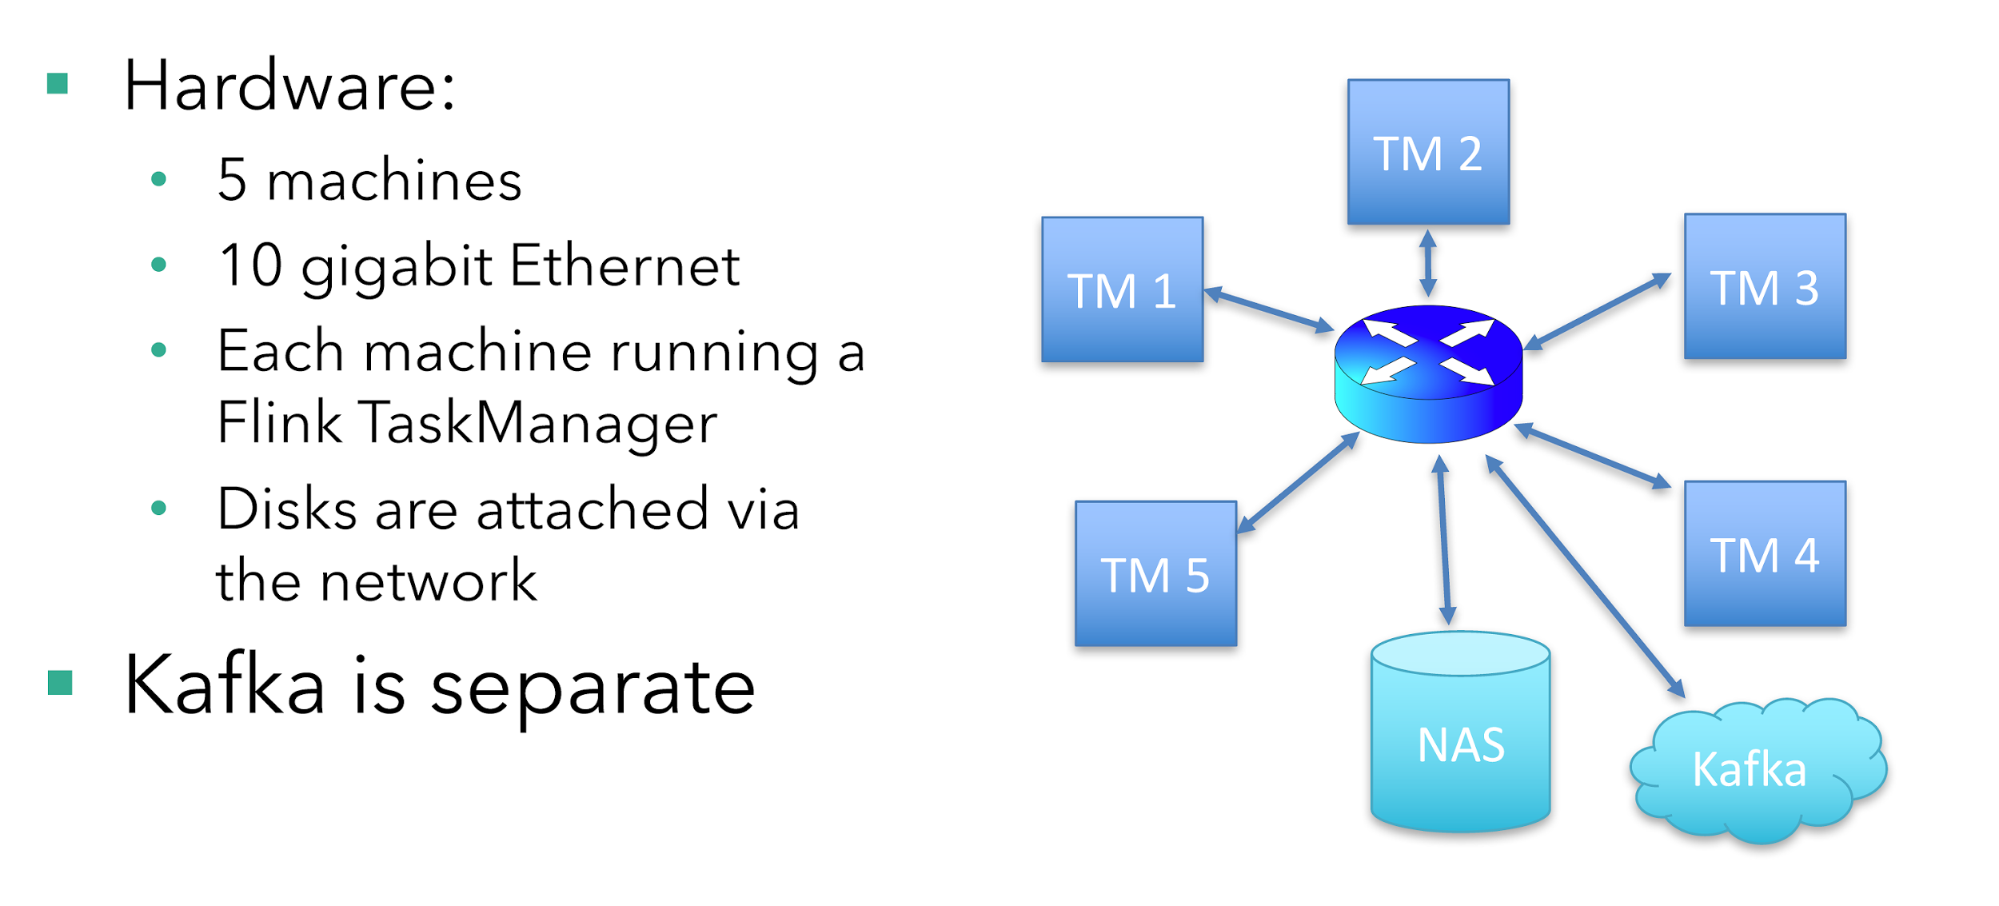 Hardware:
5 machines
10 gigabit Ethernet
Each machine running a
Flink TaskManager
Disks are attached via
the network
Kafka is separate
TM 2
TM 1
TM 3
TM 5
TM 4
NAS
Kafka